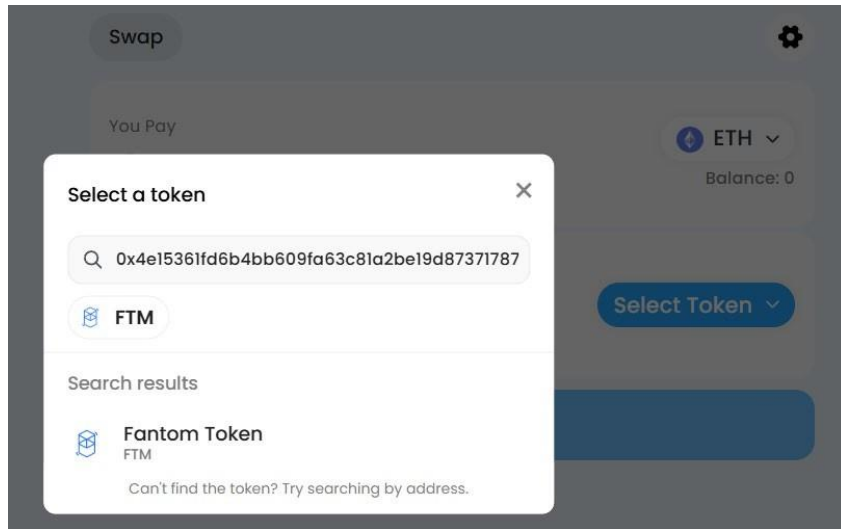 Swap
You Pay
ETH
Balance: 0
Select a token
0x4e15361fd6b4bb609fa63c81a2be19d87371787
FTM
Select Token
Search results
Fantom Token
FTM
Can't find the token? Try searching by address.